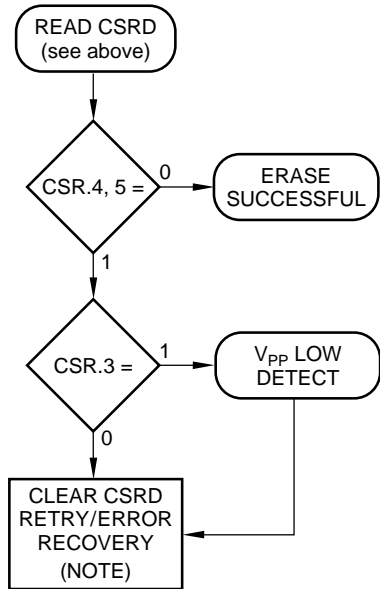 READ CSRD
(see above)
CSR.4, 5 =
0
ERASE
SUCCESSFUL
1
CSR.3 =
1
VPP LOW
DETECT
0
CLEAR CSRD
RETRY/ERROR
RECOVERY
(NOTE)